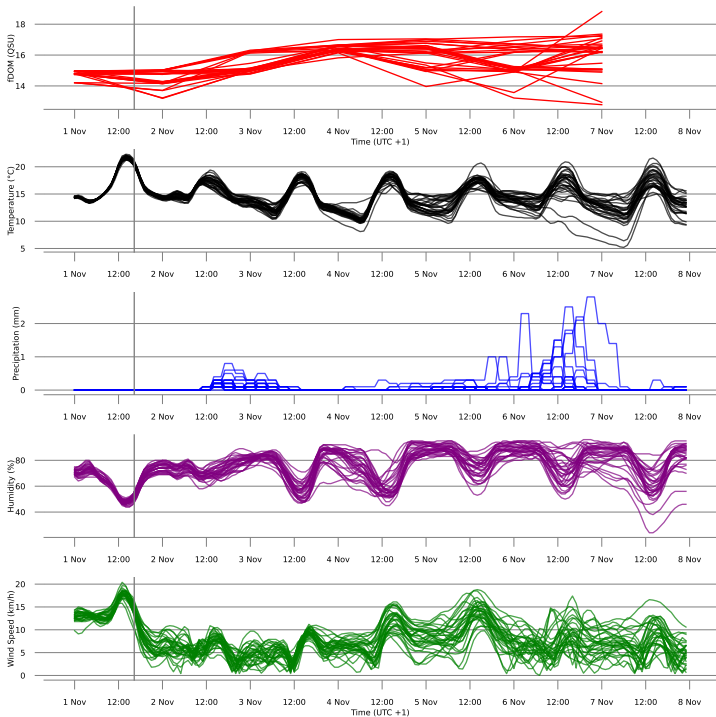 18
16
14
fDOM (QSU)
1 Nov 12:00 2 Nov 12:00 3 Nov 12:00 4 Nov 12:00 5 Nov 12:00 6 Nov 12:00 7 Nov 12:00 8 Nov
Time (UTC +1)
20
15
10
5
Temperature (°C)
1 Nov 12:00 2 Nov 12:00 3 Nov 12:00 4 Nov 12:00 5 Nov 12:00 6 Nov 12:00 7 Nov 12:00 8 Nov
2
1
0
Precipitation (mm)
1 Nov 12:00 2 Nov 12:00 3 Nov 12:00 4 Nov 12:00 5 Nov 12:00 6 Nov 12:00 7 Nov 12:00 8 Nov
80
60
40
Humidity (%)
1 Nov 12:00 2 Nov 12:00 3 Nov 12:00 4 Nov 12:00 5 Nov 12:00 6 Nov 12:00 7 Nov 12:00 8 Nov
20
15
10
5
0
Wind Speed (km/h)
1 Nov 12:00 2 Nov 12:00 3 Nov 12:00 4 Nov 12:00 5 Nov 12:00 6 Nov 12:00 7 Nov 12:00 8 Nov
Time (UTC +1)